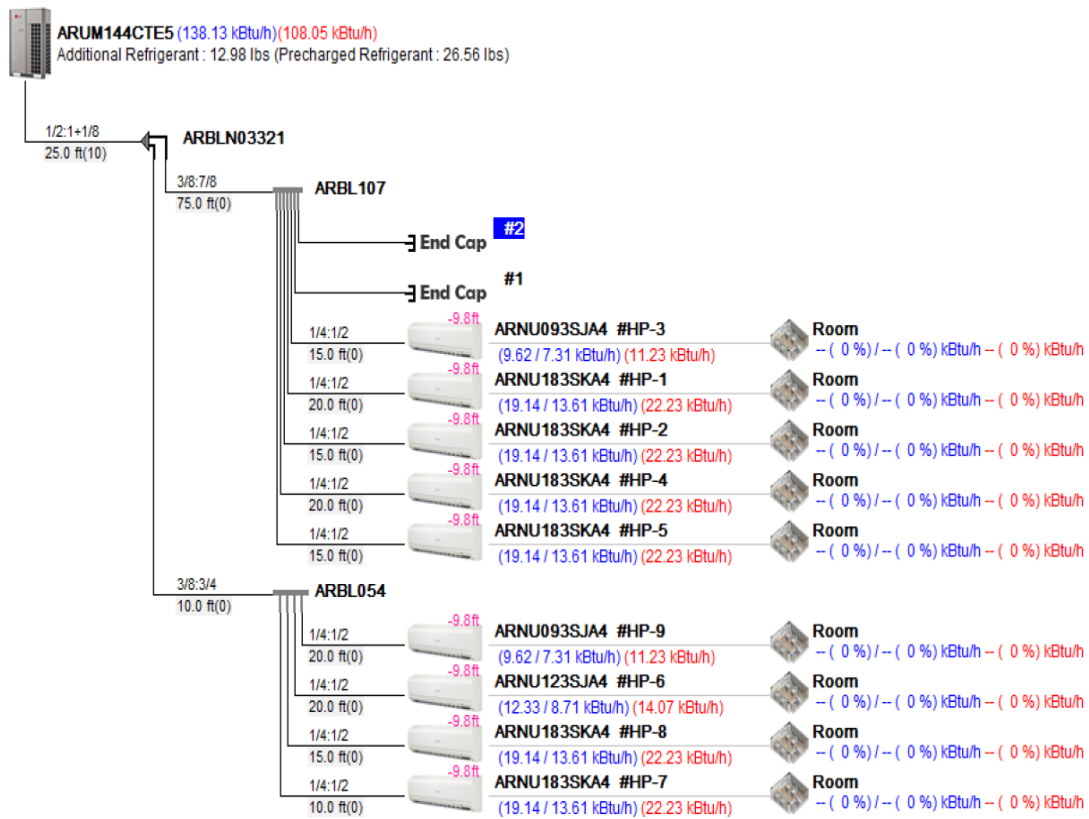 ARUM144CTE5 (138.13 kBtu/h) (108.05 kBtu/h)
Additional Refrigerant : 12.98 lbs (Precharged Refrigerant : 26.56 lbs)
1/2:1+1/8
25.0 ft(10)
ARBLN03321
3/8:7/8
75.0 ft(0)
ARBL107
End Cap #2
End Cap #1
1/4:1/2
15.0 ft(0)
-9.8ft
ARNU093SJA4 #HP-3
(9.62 / 7.31 kBtu/h) (11.23 kBtu/h)
Room
-- ( 0 %) / -- ( 0 %) kBtu/h -- ( 0 %) kBtu/h
1/4:1/2
20.0 ft(0)
-9.8ft
ARNU183SKA4 #HP-1
(19.14 / 13.61 kBtu/h) (22.23 kBtu/h)
Room
-- ( 0 %) / -- ( 0 %) kBtu/h -- ( 0 %) kBtu/h
1/4:1/2
15.0 ft(0)
-9.8ft
ARNU183SKA4 #HP-2
(19.14 / 13.61 kBtu/h) (22.23 kBtu/h)
Room
-- ( 0 %) / -- ( 0 %) kBtu/h -- ( 0 %) kBtu/h
1/4:1/2
20.0 ft(0)
-9.8ft
ARNU183SKA4 #HP-4
(19.14 / 13.61 kBtu/h) (22.23 kBtu/h)
Room
-- ( 0 %) / -- ( 0 %) kBtu/h -- ( 0 %) kBtu/h
1/4:1/2
15.0 ft(0)
-9.8ft
ARNU183SKA4 #HP-5
(19.14 / 13.61 kBtu/h) (22.23 kBtu/h)
Room
-- ( 0 %) / -- ( 0 %) kBtu/h -- ( 0 %) kBtu/h
3/8:3/4
10.0 ft(0)
ARBL054
1/4:1/2
20.0 ft(0)
-9.8ft
ARNU093SJA4 #HP-9
(9.62 / 7.31 kBtu/h) (11.23 kBtu/h)
Room
-- ( 0 %) / -- ( 0 %) kBtu/h -- ( 0 %) kBtu/h
1/4:1/2
20.0 ft(0)
-9.8ft
ARNU123SJA4 #HP-6
(12.33 / 8.71 kBtu/h) (14.07 kBtu/h)
Room
-- ( 0 %) / -- ( 0 %) kBtu/h -- ( 0 %) kBtu/h
1/4:1/2
15.0 ft(0)
-9.8ft
ARNU183SKA4 #HP-8
(19.14 / 13.61 kBtu/h) (22.23 kBtu/h)
Room
-- ( 0 %) / -- ( 0 %) kBtu/h -- ( 0 %) kBtu/h
1/4:1/2
10.0 ft(0)
-9.8ft
ARNU183SKA4 #HP-7
(19.14 / 13.61 kBtu/h) (22.23 kBtu/h)
Room
-- ( 0 %) / -- ( 0 %) kBtu/h -- ( 0 %) kBtu/h